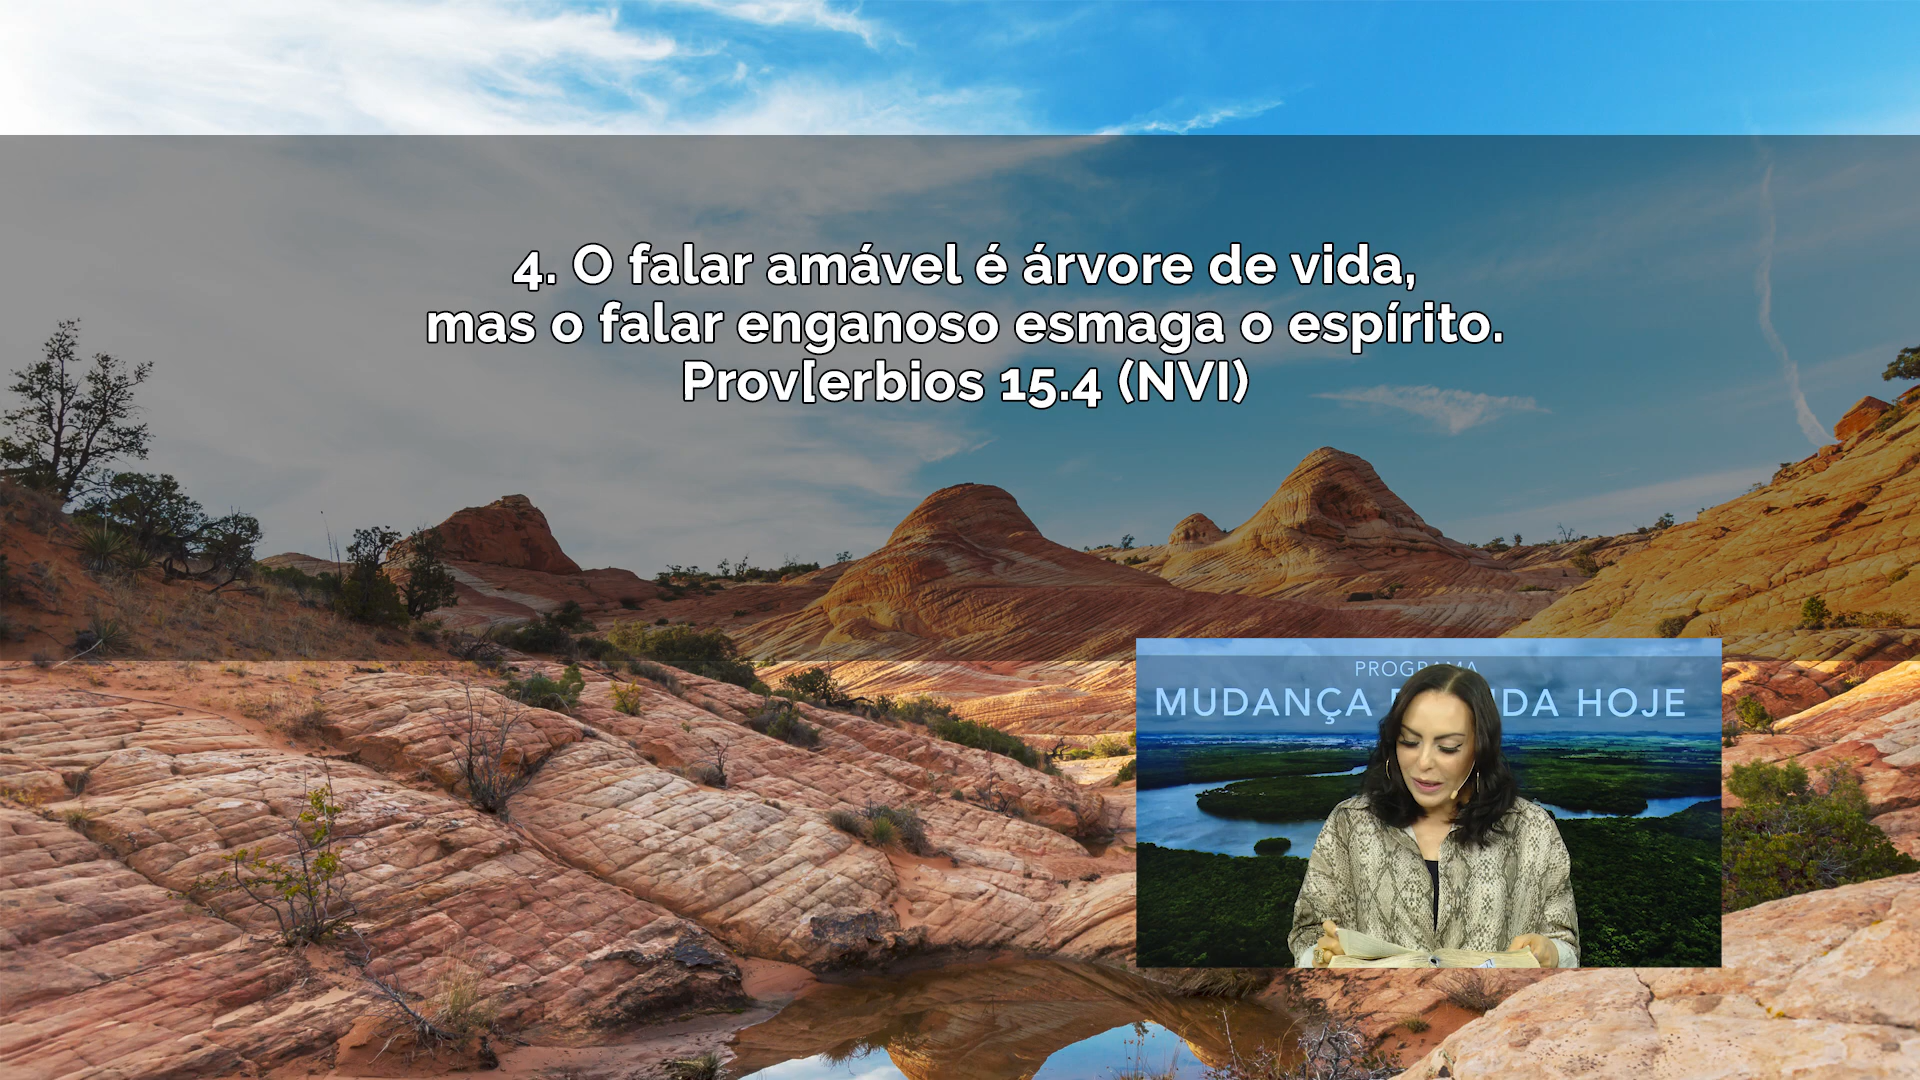 4. O falar amável é árvore de vida,
mas o falar enganoso esmaga o espírito.
Prov[erbios 15.4 (NVI)
PROGRAMA
MUDANÇA DA HOJE